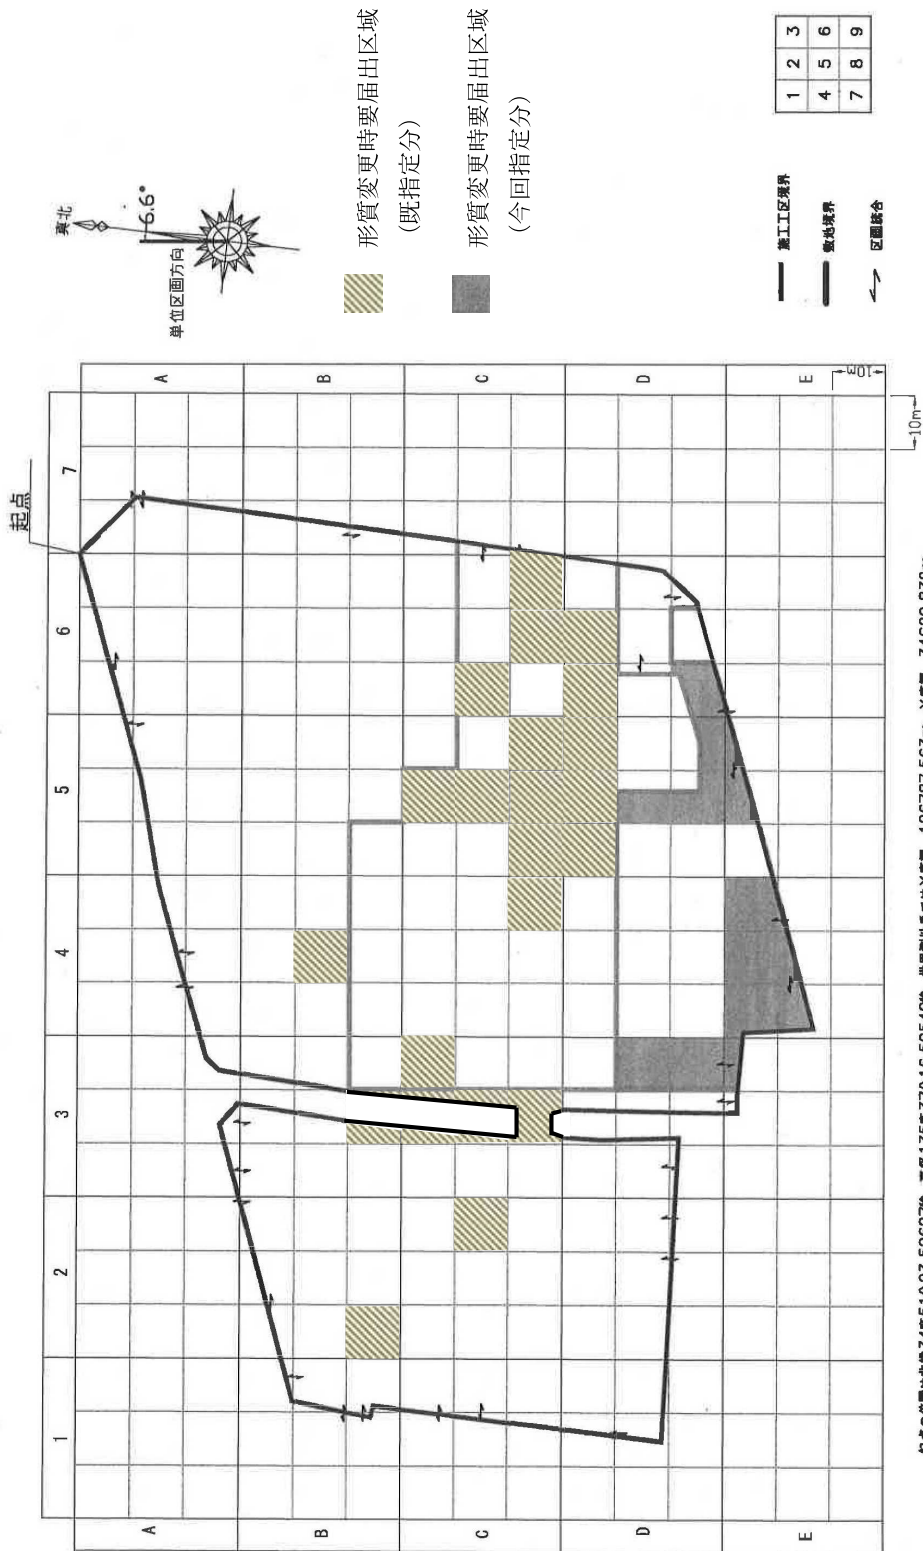 真北
6.6°
単位区画方向
形質変更時要届出区域
(既指定分)
形質変更時要届出区域
(今回指定分)
施工工区境界
敷地境界
区画統合
1 2 3
4 5 6
7 8 9
起点
1 2 3 4 5 6 7
A
B
C
D
E
A
B
C
D
E
10m
10m